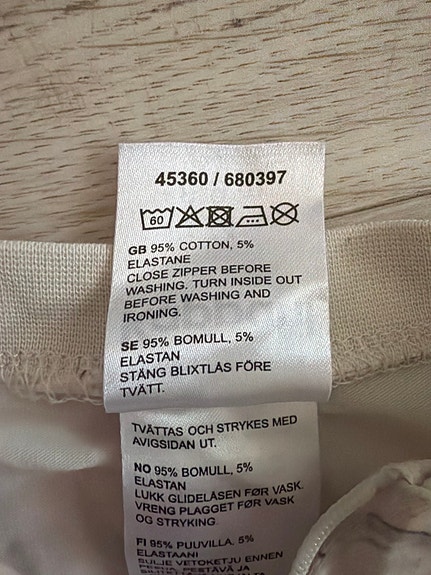 45360 / 680397
60
GB 95% COTTON, 5%
ELASTANE
CLOSE ZIPPER BEFORE
WASHING. TURN INSIDE OUT
BEFORE WASHING AND
IRONING.
SE 95% BOMULL, 5%
ELASTAN
STÄNG BLIXTLÅS FÖRE
TVÄTT.
TVÄTTAS OCH STRYKES MED
AVIGSIDAN UT.
NO 95% BOMULL, 5%
ELASTAN
LUKK GLIDELÅSEN FØR VASK.
VRENG PLAGGET FØR VASK
OG STRYKING
FI 95% PUUVILLA, 5%
ELASTAANI
SULJE VETOKETJU ENNEN
PESUA. PESTÄVÄ JA